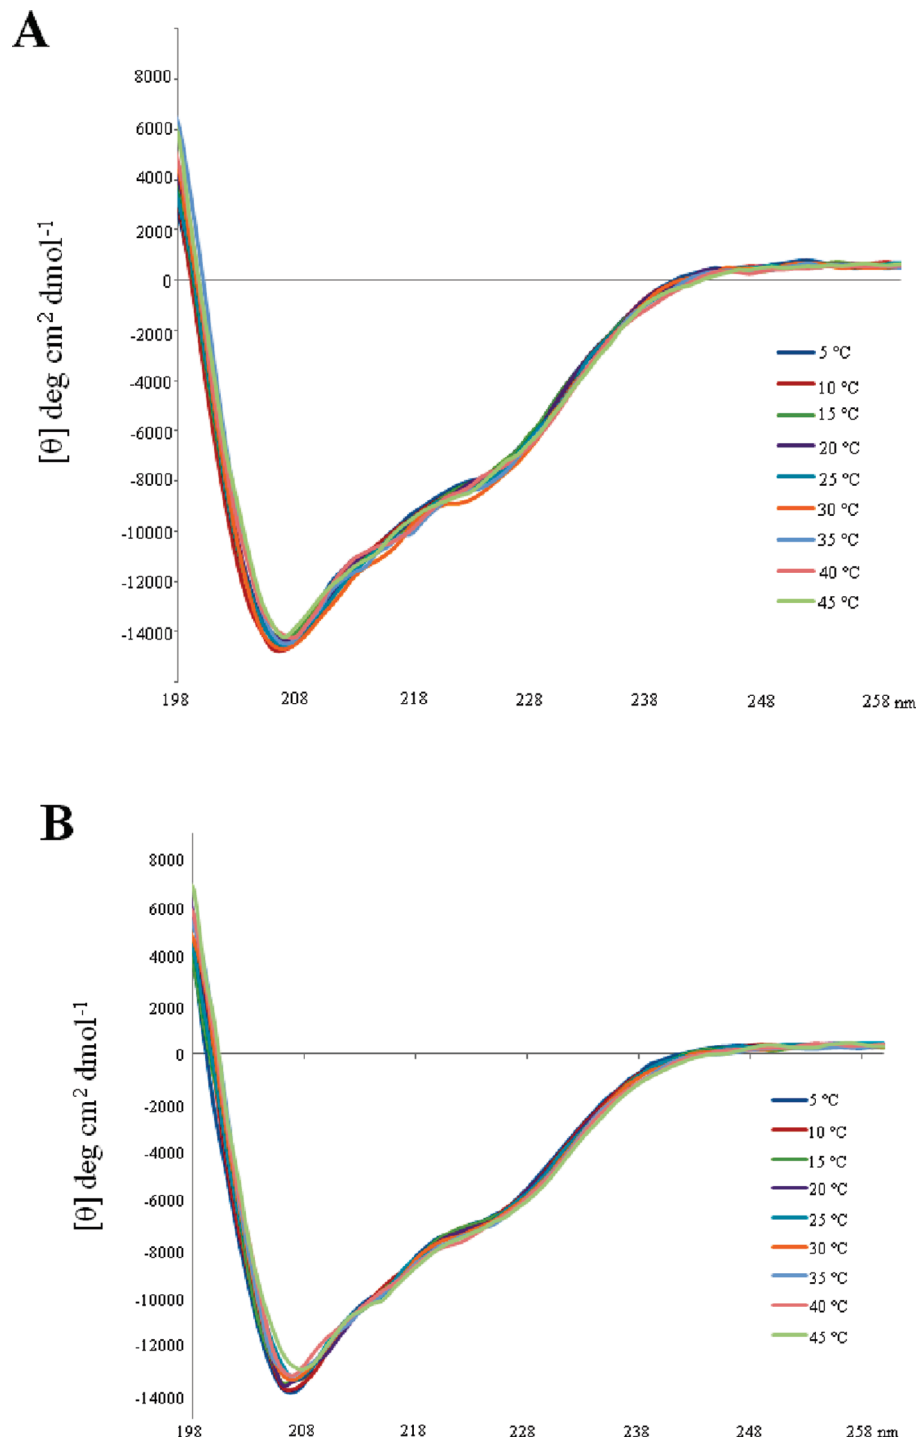 A
8000
6000
4000
2000
0
-2000
-4000
-6000
-8000
-10000
-12000
-14000
[θ] deg cm² dmol⁻¹
5 °C
10 °C
15 °C
20 °C
25 °C
30 °C
35 °C
40 °C
45 °C
198 208 218 228 238 248 258 nm
B
8000
6000
4000
2000
0
-2000
-4000
-6000
-8000
-10000
-12000
-14000
[θ] deg cm² dmol⁻¹
5 °C
10 °C
15 °C
20 °C
25 °C
30 °C
35 °C
40 °C
45 °C
198 208 218 228 238 248 258 nm